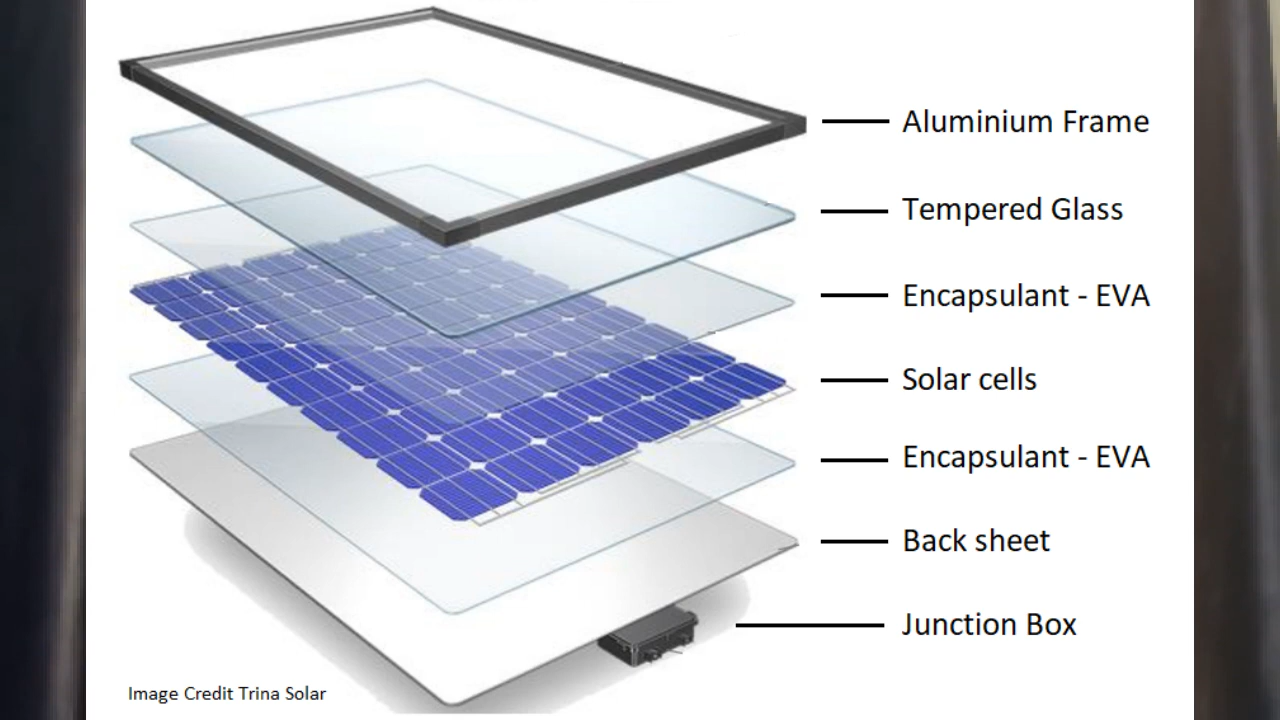 Aluminium Frame
Tempered Glass
Encapsulant - EVA
Solar cells
Encapsulant - EVA
Back sheet
Junction Box
Image Credit Trina Solar